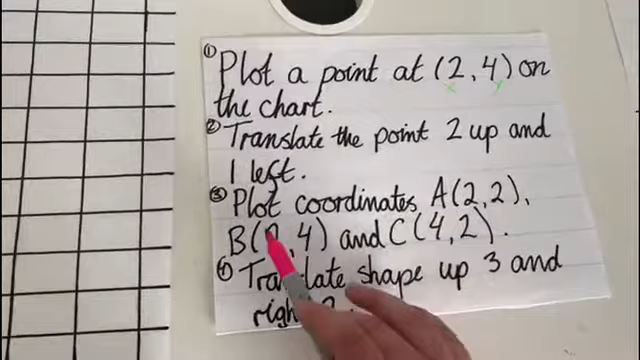 ① Plot a point at (2, 4) on
x y
the chart.
② Translate the point 2 up and
1 left.
③ Plot coordinates A(2,2),
B( ,4) and C(4,2).
④ Translate shape up 3 and